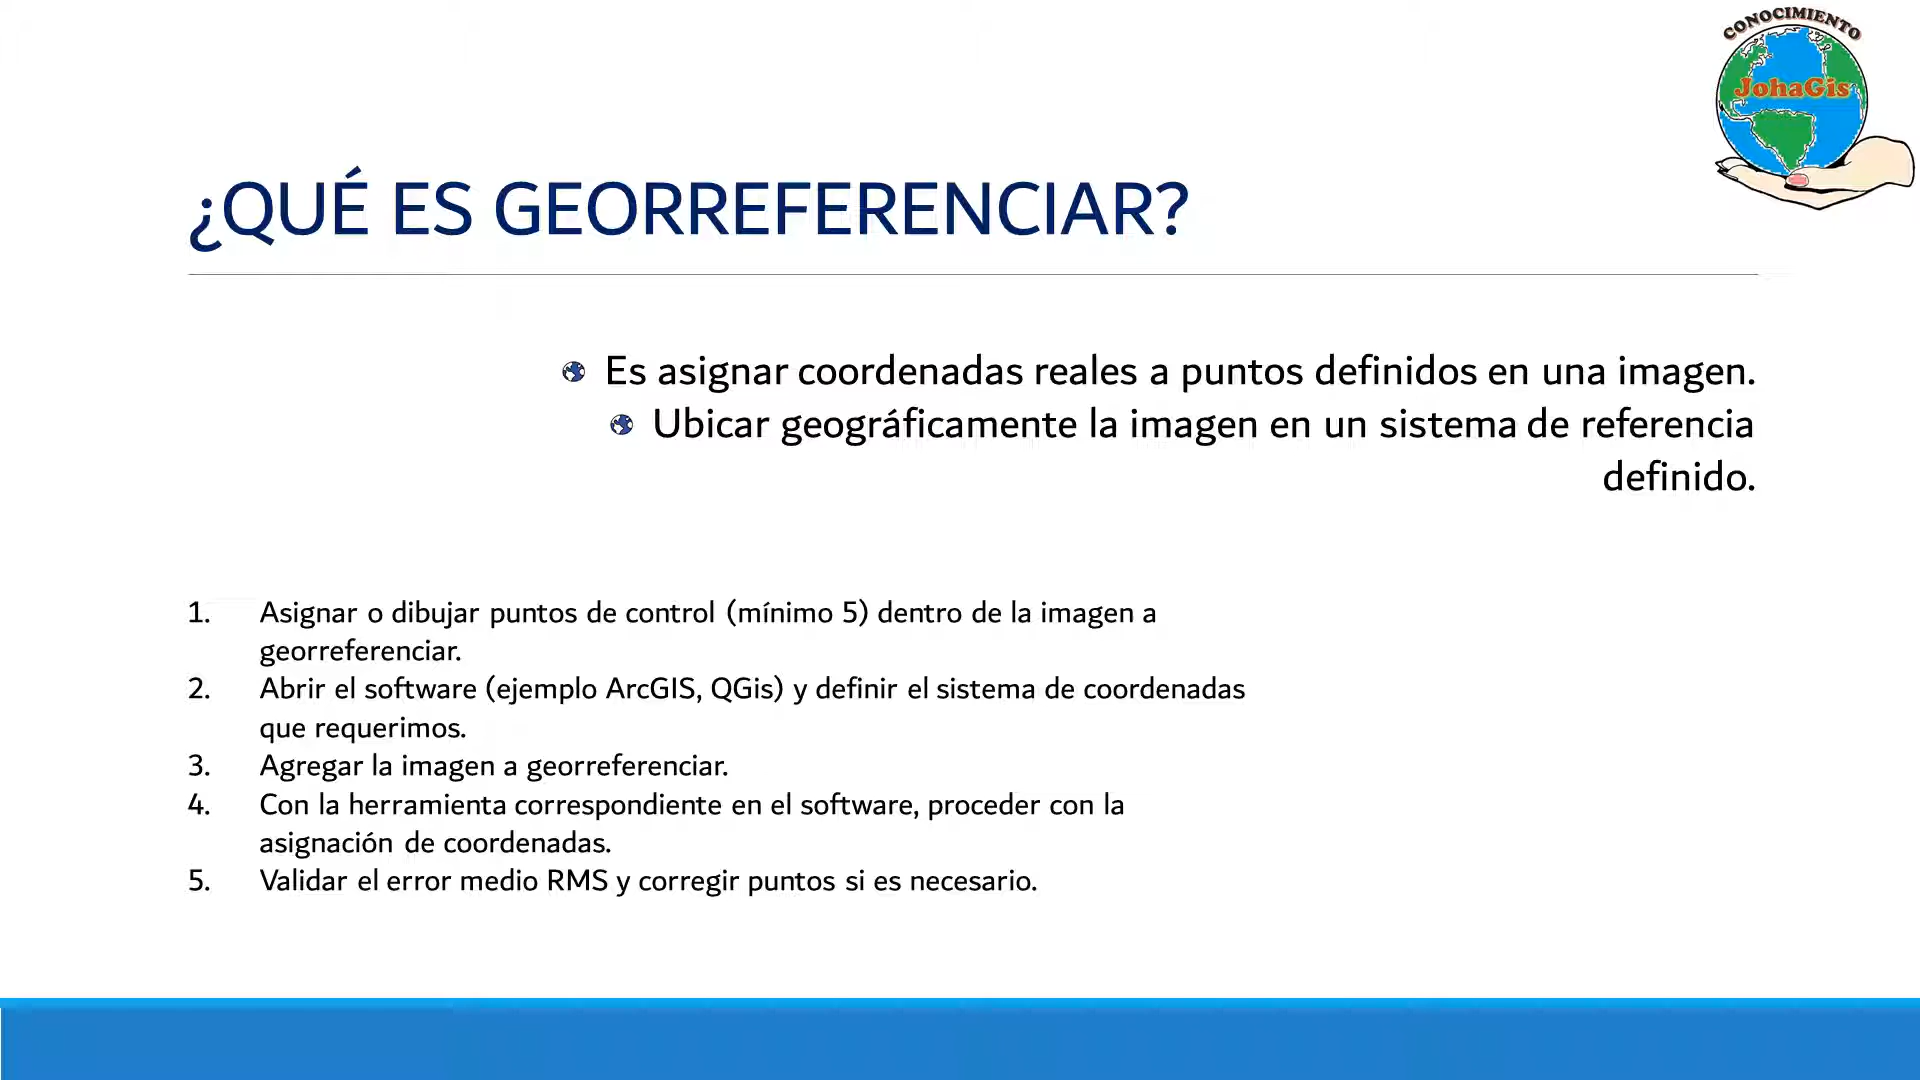 CONOCIMIENTO
JohaGis
¿QUÉ ES GEORREFERENCIAR?
Es asignar coordenadas reales a puntos definidos en una imagen.
Ubicar geográficamente la imagen en un sistema de referencia
definido.
1. Asignar o dibujar puntos de control (mínimo 5) dentro de la imagen a
georreferenciar.
2. Abrir el software (ejemplo ArcGIS, QGis) y definir el sistema de coordenadas
que requerimos.
3. Agregar la imagen a georreferenciar.
4. Con la herramienta correspondiente en el software, proceder con la
asignación de coordenadas.
5. Validar el error medio RMS y corregir puntos si es necesario.